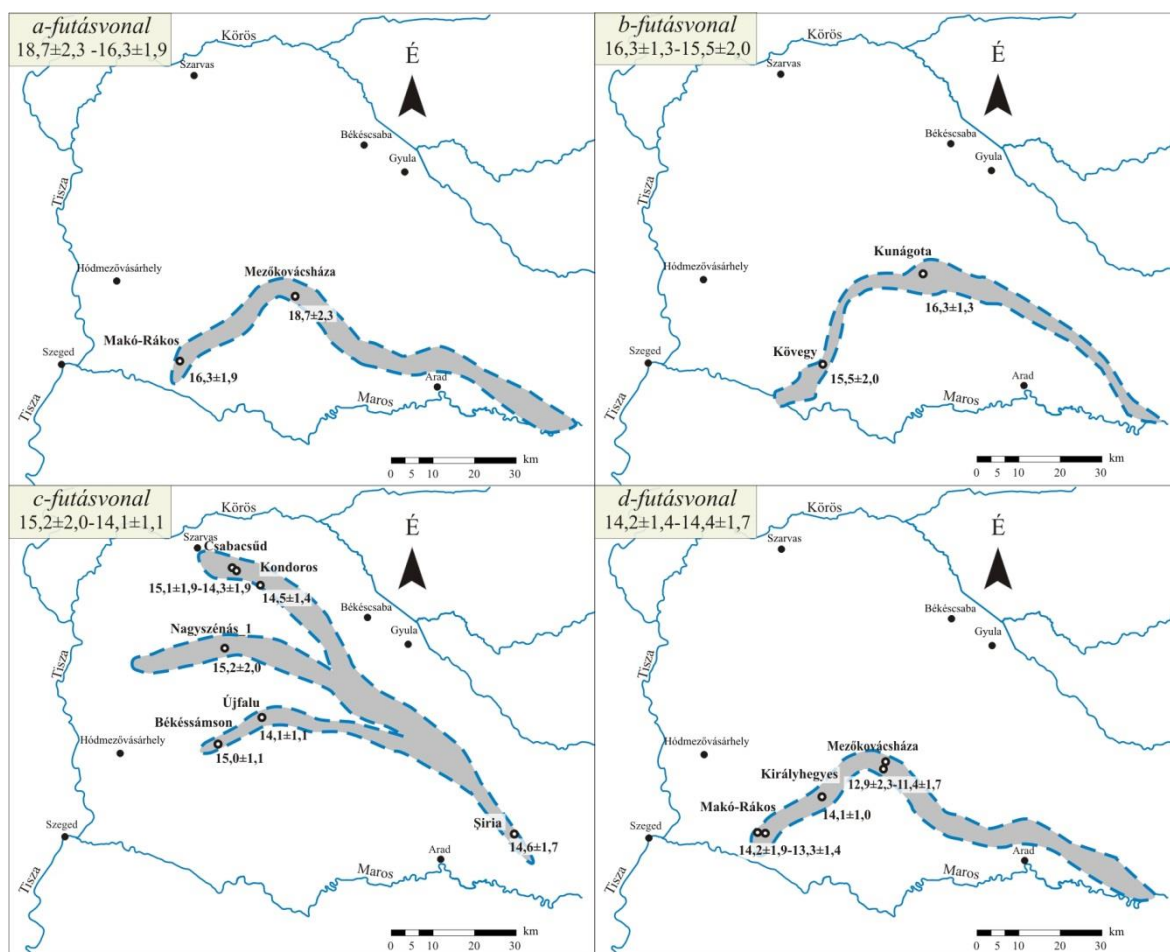 a-futásvonal
18,7±2,3 -16,3±1,9
Körös
Szarvas
É
Békéscsaba
Gyula
Tisza
Hódmezővásárhely
Mezőkovácsháza
18,7±2,3
Makó-Rákos
16,3±1,9
Szeged
Arad
Maros
Tisza
km
0 5 10 20 30
b-futásvonal
16,3±1,3-15,5±2,0
Körös
Szarvas
É
Békéscsaba
Gyula
Tisza
Hódmezővásárhely
Kunágota
16,3±1,3
Kövegy
15,5±2,0
Szeged
Arad
Maros
Tisza
km
0 5 10 20 30
c-futásvonal
15,2±2,0-14,1±1,1
Körös
Szarvas
É
Csabacsűd
Kondoros
15,1±1,9-14,3±1,9
14,5±1,4
Békéscsaba
Gyula
Nagyszénás_1
15,2±2,0
Tisza
Újfalu
14,1±1,1
Békéssámson
15,0±1,1
Hódmezővásárhely
Şiria
14,6±1,7
Szeged
Arad
Maros
Tisza
km
0 5 10 20 30
d-futásvonal
14,2±1,4-14,4±1,7
Körös
Szarvas
É
Békéscsaba
Gyula
Tisza
Hódmezővásárhely
Mezőkovácsháza
12,9±2,3-11,4±1,7
Királyhegyes
14,1±1,0
Makó-Rákos
14,2±1,9-13,3±1,4
Szeged
Arad
Maros
Tisza
km
0 5 10 20 30